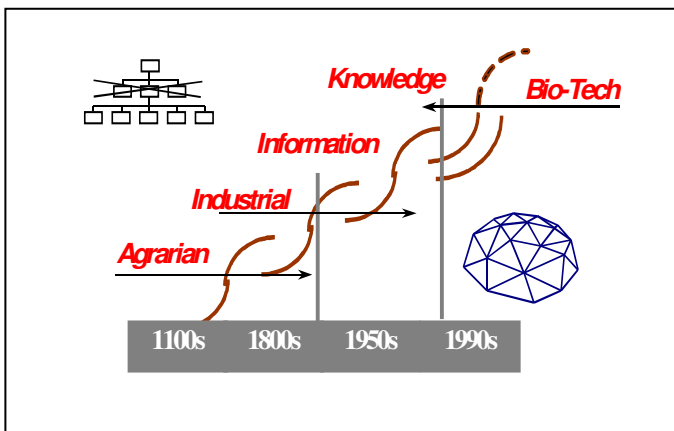 Knowledge
Bio-Tech
Information
Industrial
Agrarian
1100s 1800s 1950s 1990s